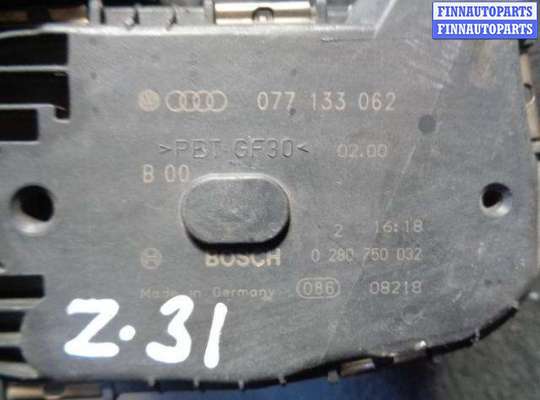 FINNAUTOPARTS
FINNAUTOPARTS
077 133 062
>PBT-GF30< 02.00
B 00
2 16:18
BOSCH 0 280 750 032
Made in Germany 086 08218
Z.31